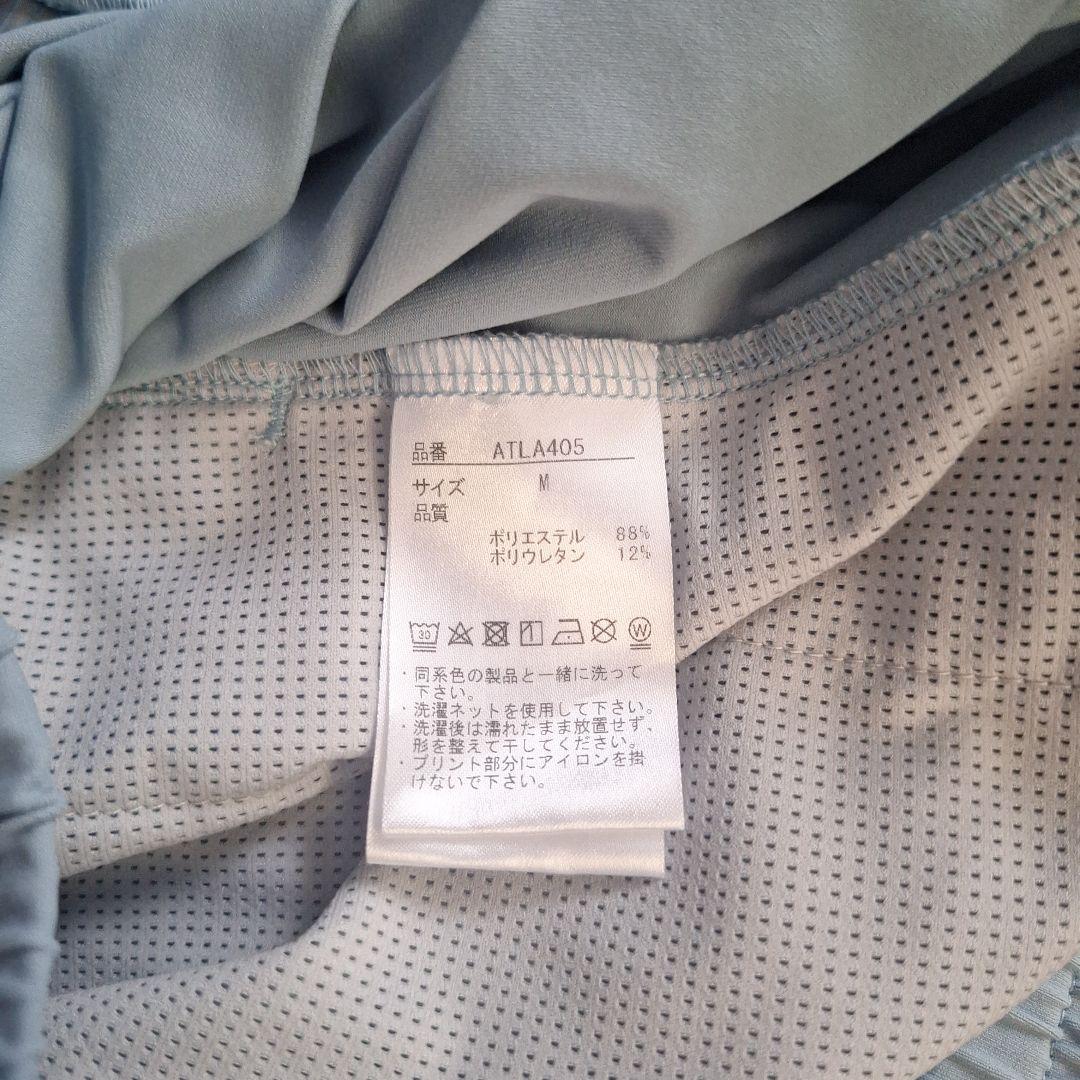 品番 ATLA405
サイズ M
品質
ポリエステル 88%
ポリウレタン 12%
30 1 W
・同系色の製品と一緒に洗って
下さい。
・洗濯ネットを使用して下さい。
・洗濯後は濡れたまま放置せず、
形を整えて干してください。
・プリント部分にアイロンを掛
けないで下さい。